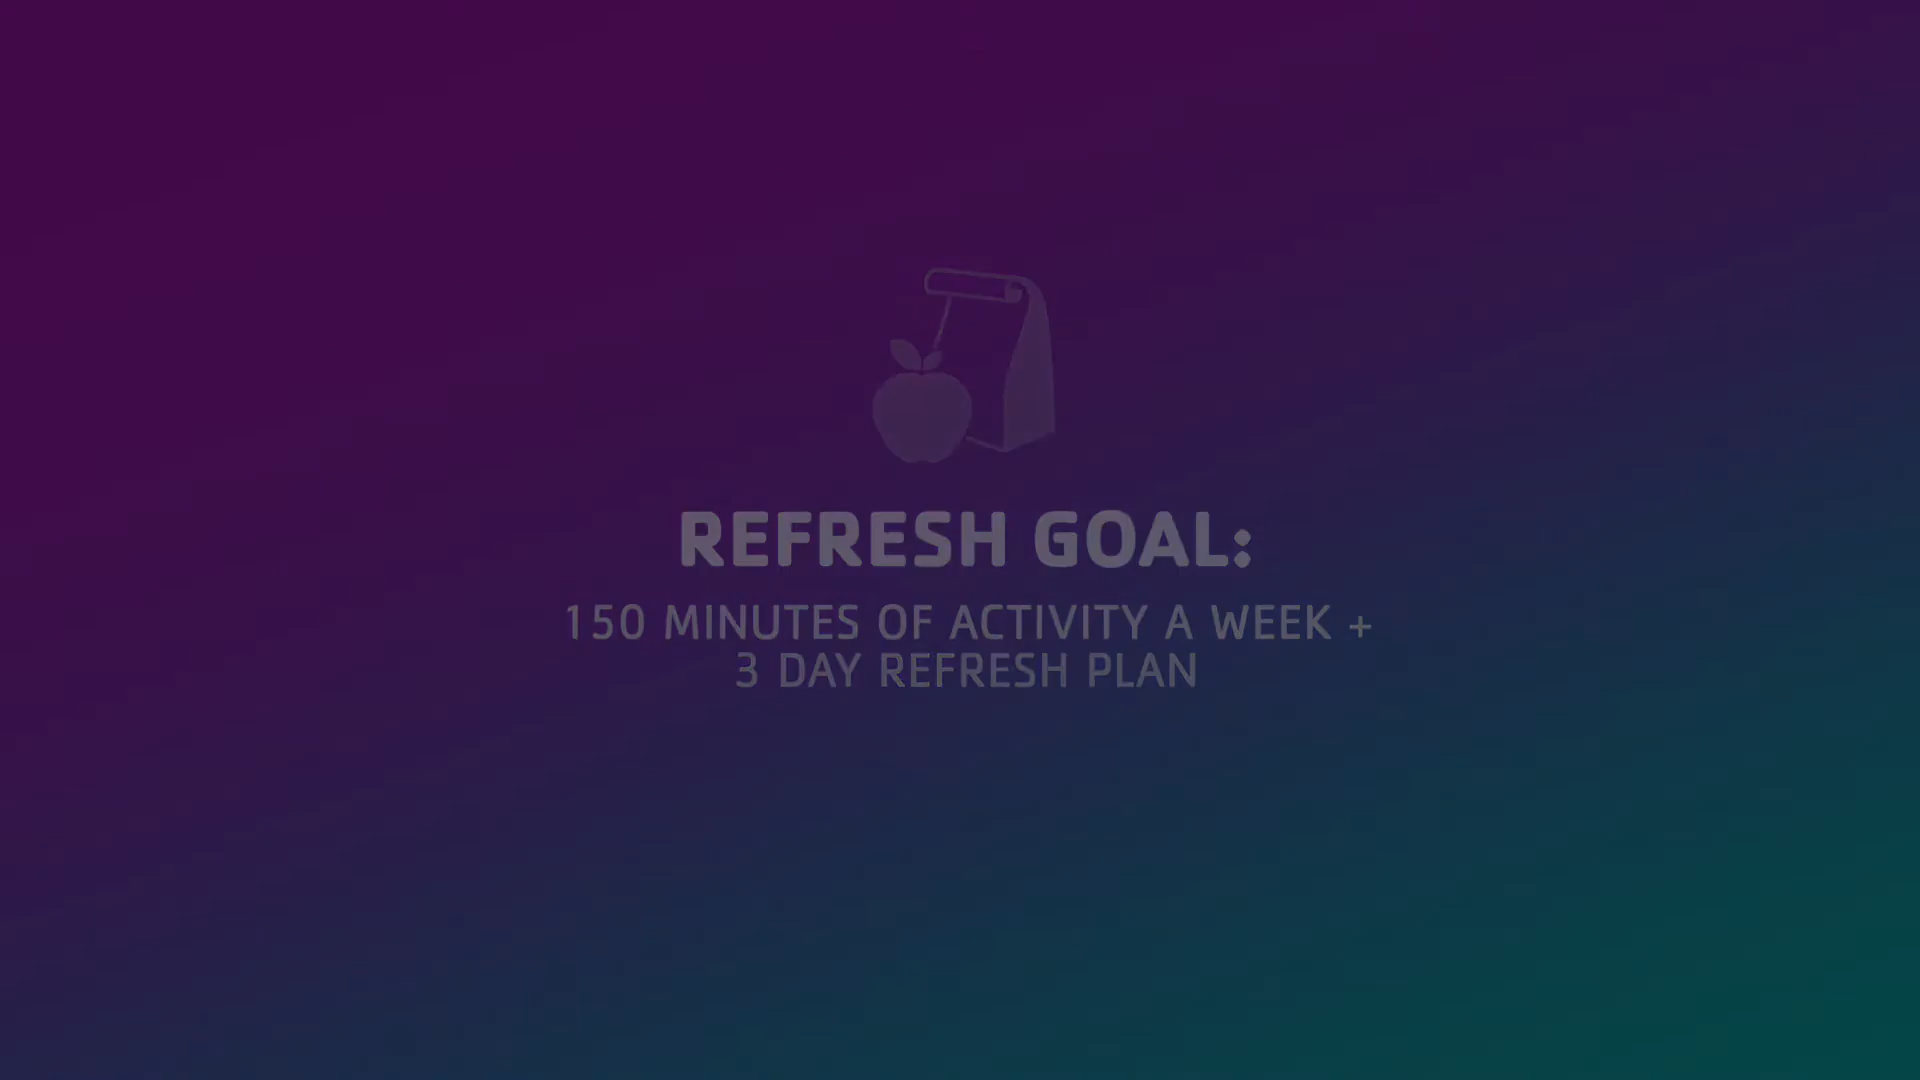 REFRESH GOAL:
150 MINUTES OF ACTIVITY A WEEK +
3 DAY REFRESH PLAN